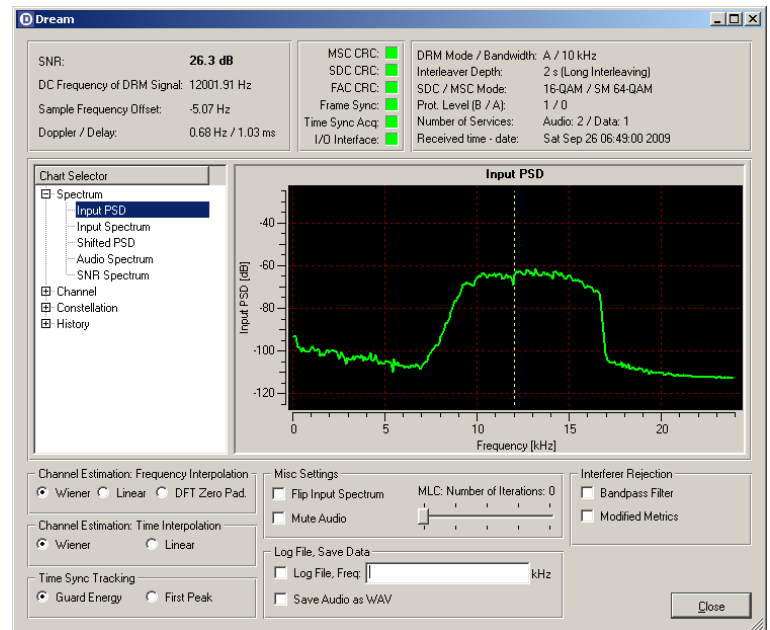 Dream
SNR: 26.3 dB
DC Frequency of DRM Signal: 12001.91 Hz
Sample Frequency Offset: -5.07 Hz
Doppler / Delay: 0.68 Hz / 1.03 ms
MSC CRC:
SDC CRC:
FAC CRC:
Frame Sync:
Time Sync Acq:
I/O Interface:
DRM Mode / Bandwidth: A / 10 kHz
Interleaver Depth: 2 s (Long Interleaving)
SDC / MSC Mode: 16-QAM / SM 64-QAM
Prot. Level (B / A): 1 / 0
Number of Services: Audio: 2 / Data: 1
Received time - date: Sat Sep 26 06:49:00 2009
Chart Selector
Spectrum
Input PSD
Input Spectrum
Shifted PSD
Audio Spectrum
SNR Spectrum
Channel
Constellation
History
Input PSD
Input PSD [dB]
-40
-60
-80
-100
-120
0 5 10 15 20
Frequency [kHz]
Channel Estimation: Frequency Interpolation
Wiener Linear DFT Zero Pad.
Channel Estimation: Time Interpolation
Wiener Linear
Time Sync Tracking
Guard Energy First Peak
Misc Settings
Flip Input Spectrum
Mute Audio
MLC: Number of Iterations: 0
Log File, Save Data
Log File, Freq: kHz
Save Audio as WAV
Interferer Rejection
Bandpass Filter
Modified Metrics
Close